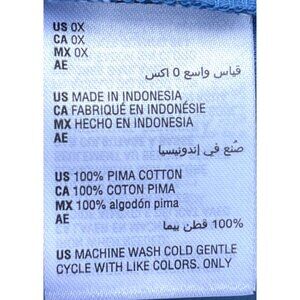 US 0X
CA 0X
MX 0X
AE
قياس واسع 0 اكس
US MADE IN INDONESIA
CA FABRIQUÉ EN INDONÉSIE
MX HECHO EN INDONESIA
AE
صُنع في إندونيسيا
US 100% PIMA COTTON
CA 100% COTON PIMA
MX 100% algodón pima
AE
100% قطن بيما
US MACHINE WASH COLD GENTLE
CYCLE WITH LIKE COLORS. ONLY